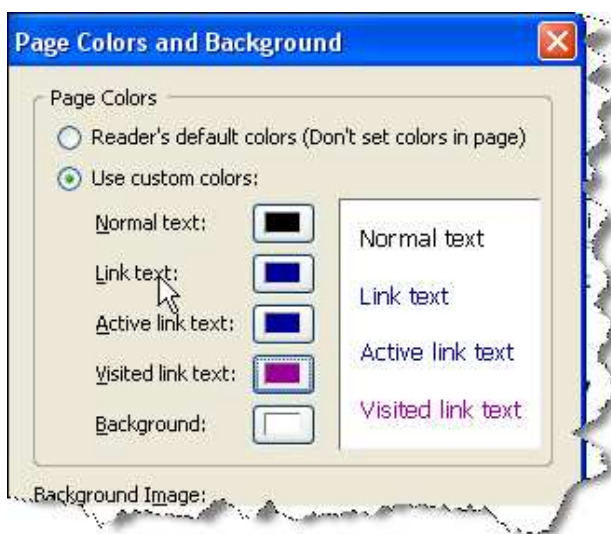 Page Colors and Background
Page Colors
Reader's default colors (Don't set colors in page)
Use custom colors:
Normal text:
Link text:
Active link text:
Visited link text:
Background:
Normal text
Link text
Active link text
Visited link text
Background Image: